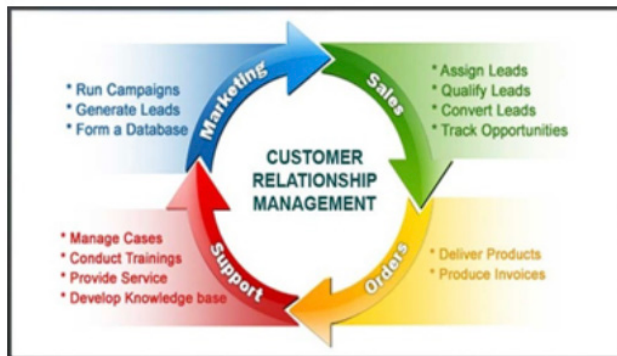 Marketing
* Run Campaigns
* Generate Leads
* Form a Database
Sales
* Assign Leads
* Qualify Leads
* Convert Leads
* Track Opportunities
CUSTOMER
RELATIONSHIP
MANAGEMENT
Support
* Manage Cases
* Conduct Trainings
* Provide Service
* Develop Knowledge base
Orders
* Deliver Products
* Produce Invoices